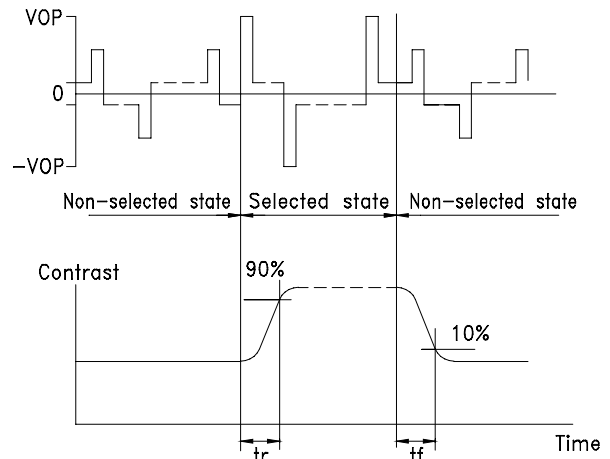 VOP
0
-VOP
Non-selected state
Selected state
Non-selected state
Contrast
90%
10%
Time
tr
tf